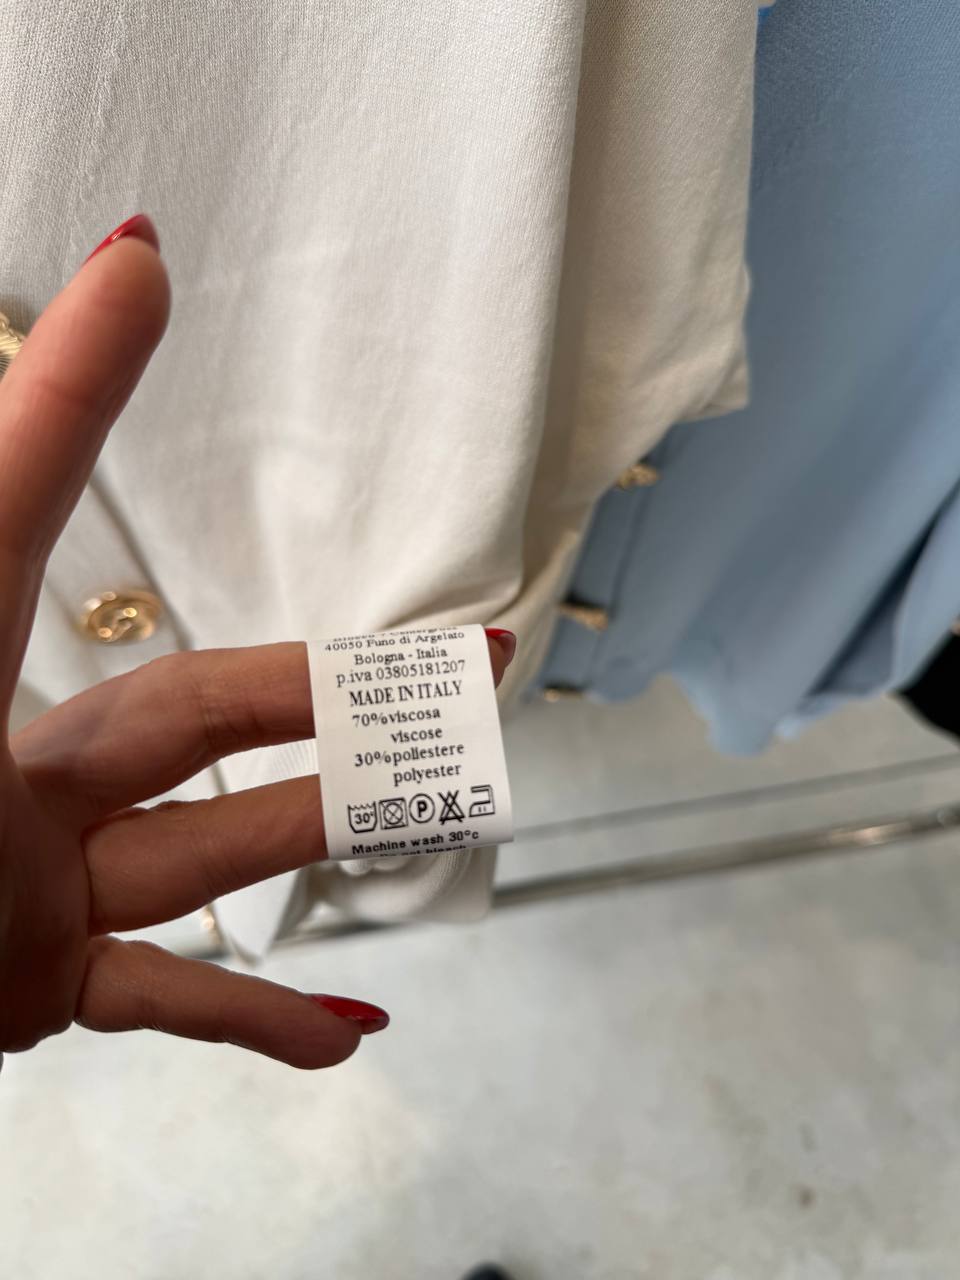 40050 Funo di Argelato
Bologna - Italia
p.iva 03805181207
MADE IN ITALY
70%viscosa
viscose
30%poliestere
polyester
30°
P
Machine wash 30°c